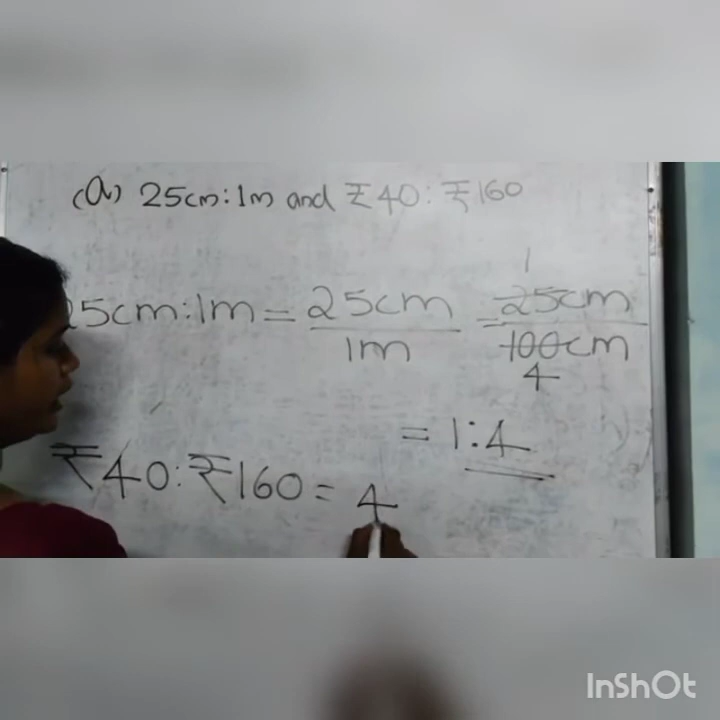 (a) 25cm:1m and ₹40:₹160
25cm:1m = 25cm/1m = 25cm/100cm
1
4
= 1:4
₹40:₹160 = 4
InShOt